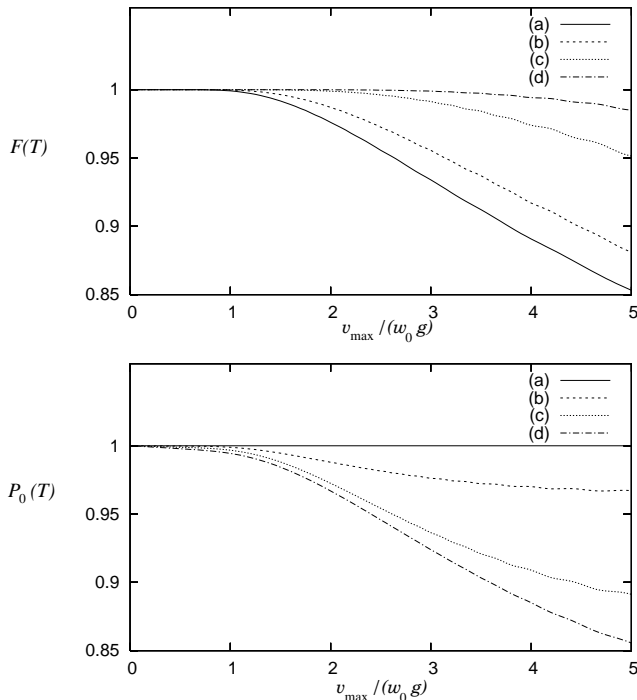 (a)
(b)
(c)
(d)
1
F(T)
0.95
0.9
0.85
0 1 2 3 4 5
v_max /(w_0 g)
(a)
(b)
(c)
(d)
1
P_0 (T)
0.95
0.9
0.85
0 1 2 3 4 5
v_max /(w_0 g)